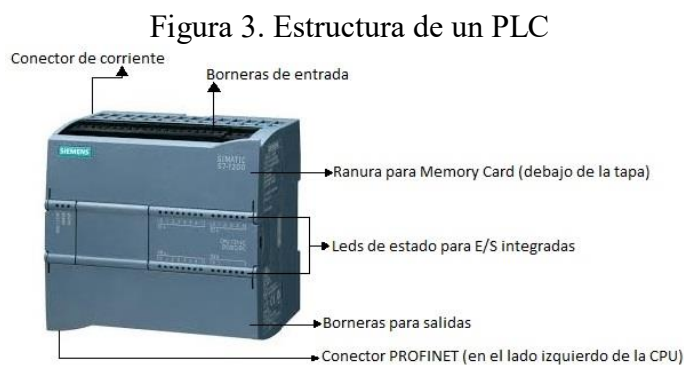 Figura 3. Estructura de un PLC
Conector de corriente
Borneras de entrada
SIEMENS
SIMATIC
S7-1200
Ranura para Memory Card (debajo de la tapa)
Leds de estado para E/S integradas
Borneras para salidas
Conector PROFINET (en el lado izquierdo de la CPU)